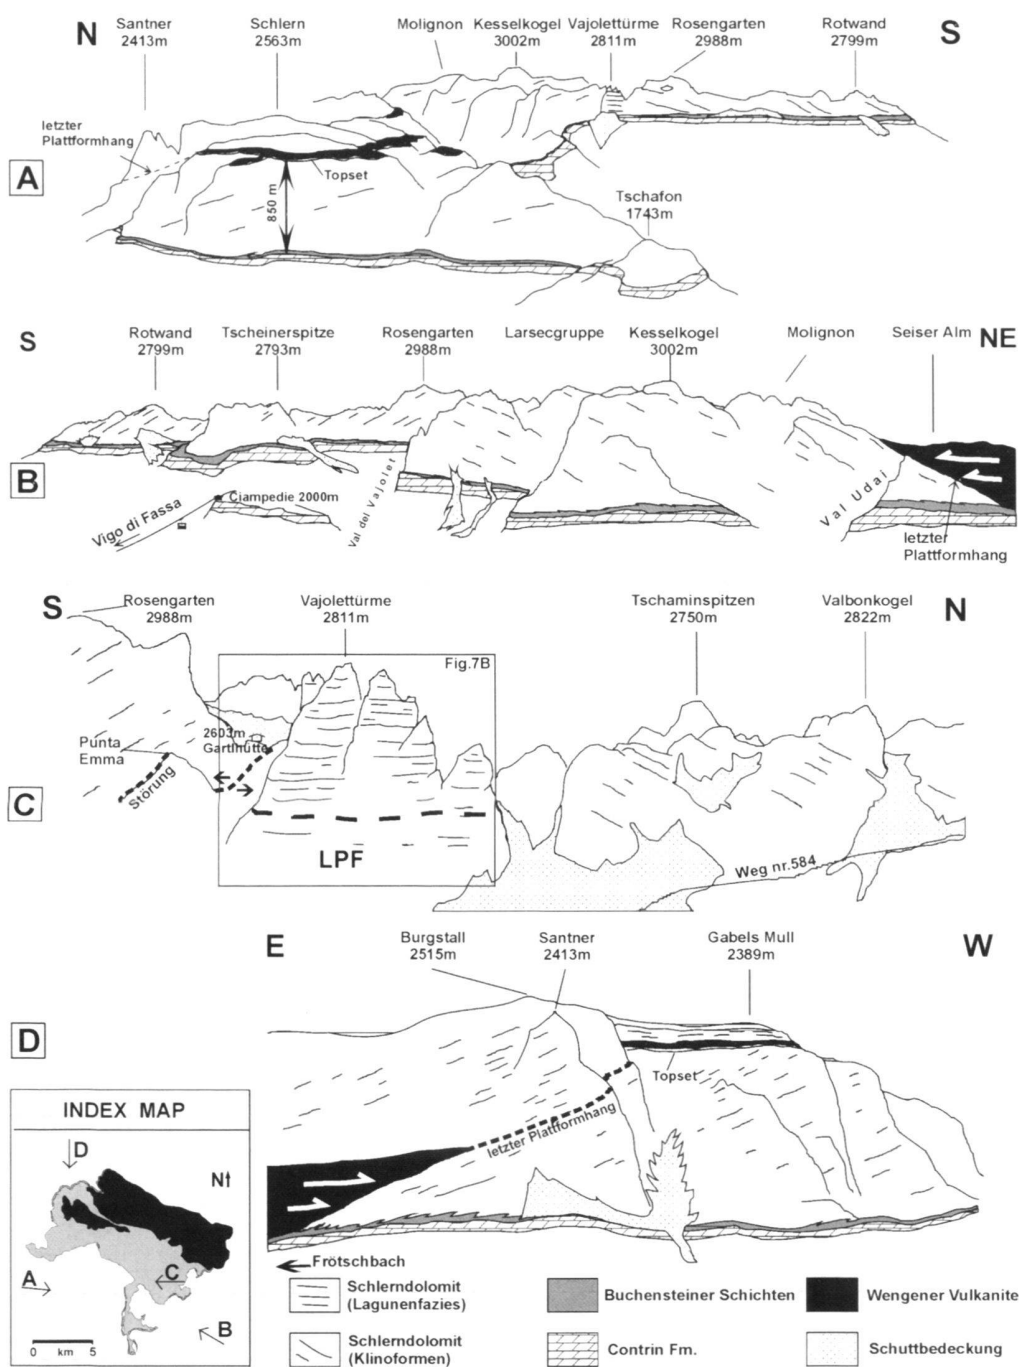 N
Santner
2413m
Schlern
2563m
Molignon
Kesselkogel
3002m
Vajolettürme
2811m
Rosengarten
2988m
Rotwand
2799m
S
letzter
Plattformhang
A
Topset
850 m
Tschafon
1743m
S
Rotwand
2799m
Tscheinerspitze
2793m
Rosengarten
2988m
Larsecgruppe
Kesselkogel
3002m
Molignon
Seiser Alm
NE
B
Vigo di Fassa
Ciampedie 2000m
Val del Vajolet
Val Udai
letzter
Plattformhang
S
Rosengarten
2988m
Vajolettürme
2811m
Tschaminspitzen
2750m
Valbonkogel
2822m
N
Fig.7B
2603m
Gartlhütte
Punta
Emma
Störung
C
LPF
Weg nr.584
E
Burgstall
2515m
Santner
2413m
Gabels Mull
2389m
W
D
Topset
letzter Plattformhang
INDEX MAP
D
N
A
C
B
0 km 5
Frötschbach
Schlerndolomit
(Lagunenfazies)
Buchensteiner Schichten
Wengener Vulkanite
Schlerndolomit
(Klinoformen)
Contrin Fm.
Schuttbedeckung